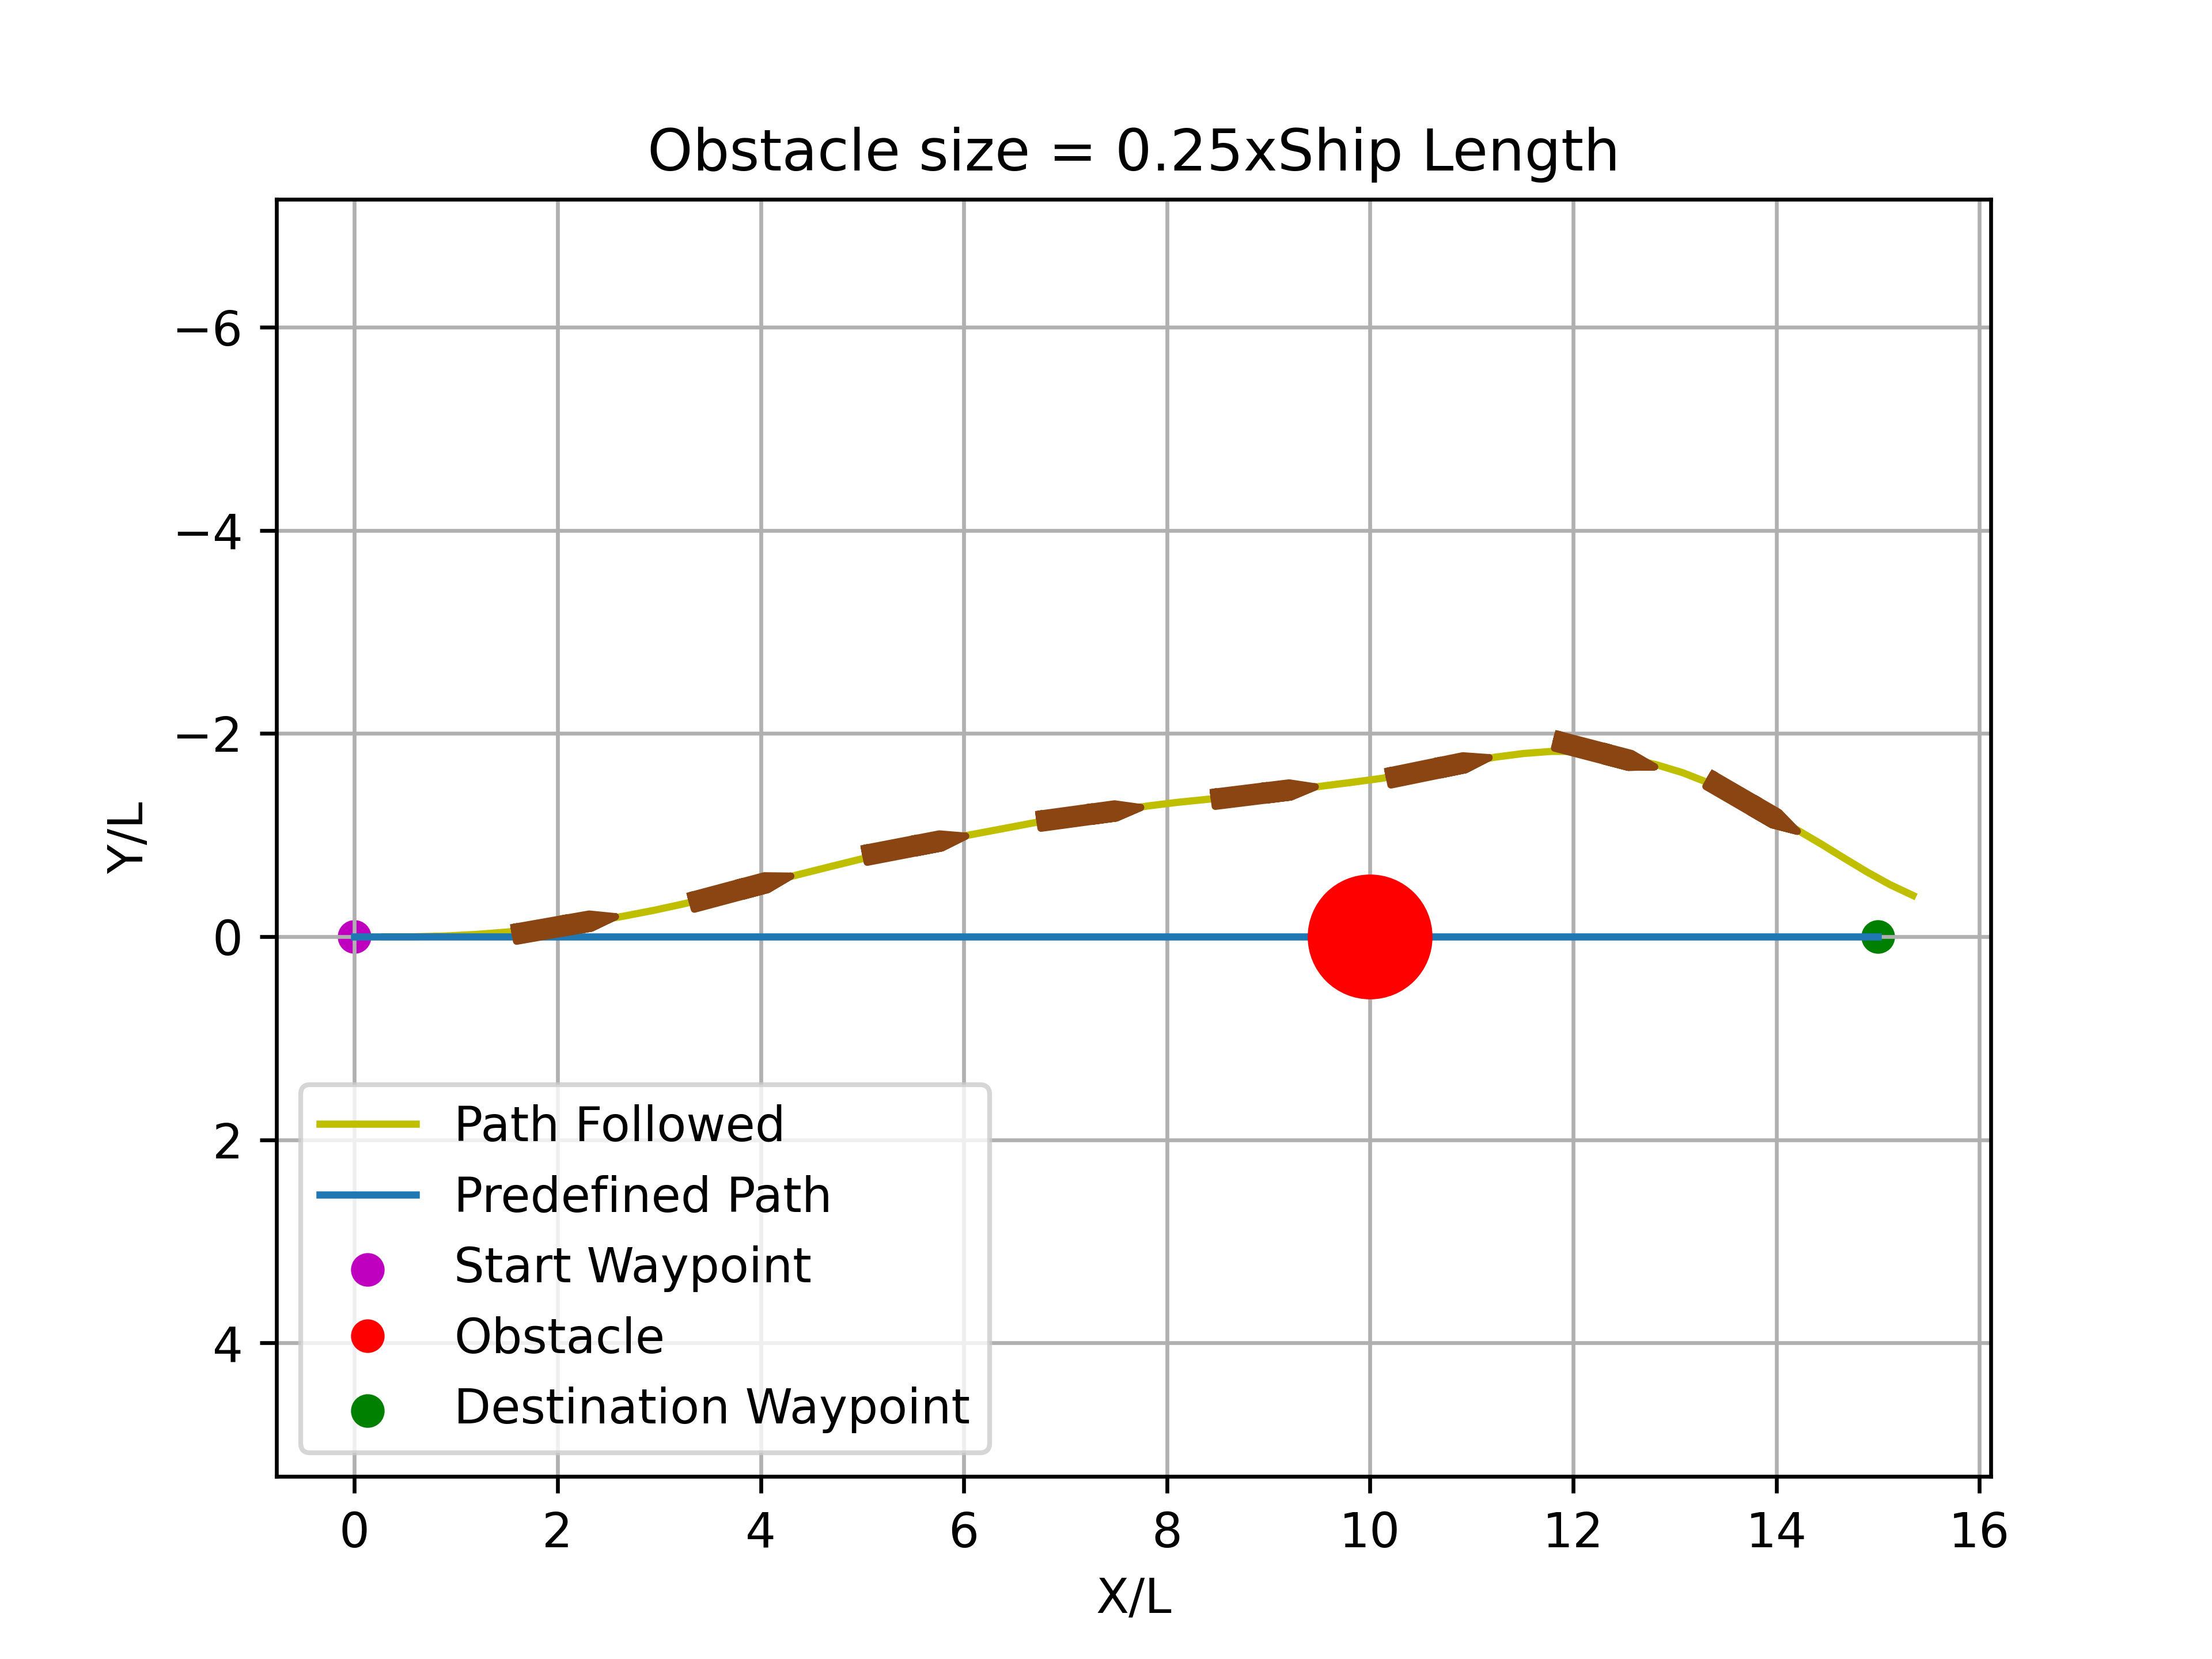 Obstacle size = 0.25xShip Length
−6
−4
−2
0
2
4
Y/L
Path Followed
Predefined Path
Start Waypoint
Obstacle
Destination Waypoint
0 2 4 6 8 10 12 14 16
X/L